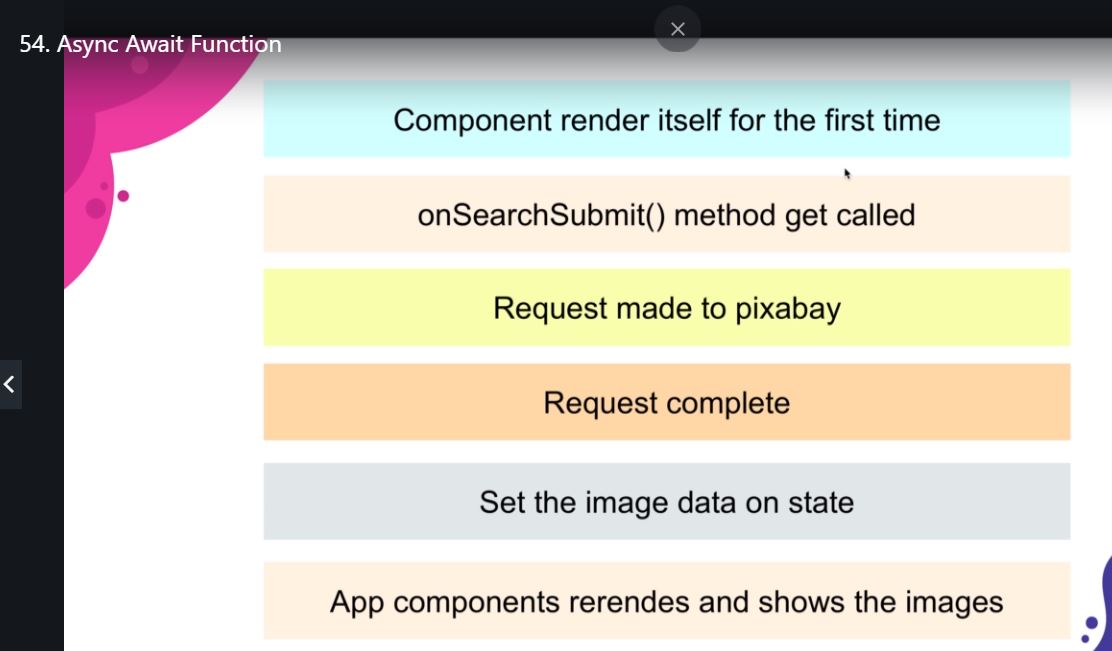 54. Async Await Function
Component render itself for the first time
onSearchSubmit() method get called
Request made to pixabay
Request complete
Set the image data on state
App components rerendes and shows the images